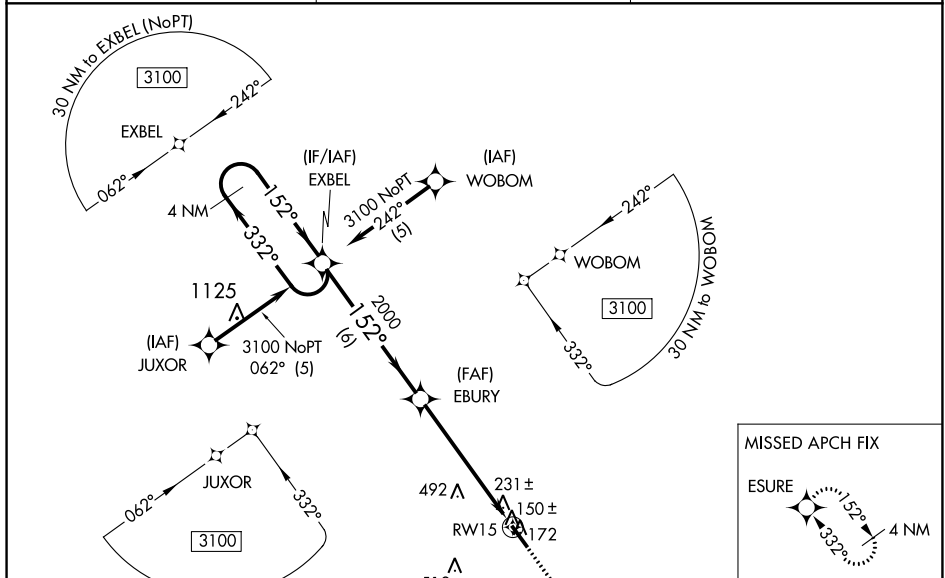 30 NM to EXBEL (NoPT)
3100
242°
EXBEL
062°
(IF/IAF)
EXBEL
(IAF)
WOBOM
3100 NoPT
242°
(5)
4 NM
152°
332°
242°
WOBOM
3100
332°
30 NM to WOBOM
1125
(IAF)
JUXOR
3100 NoPT
062° (5)
2000
152°
(6)
(FAF)
EBURY
JUXOR
062°
332°
3100
492
231 ±
150 ±
RW15
172
MISSED APCH FIX
ESURE
152°
332°
4 NM